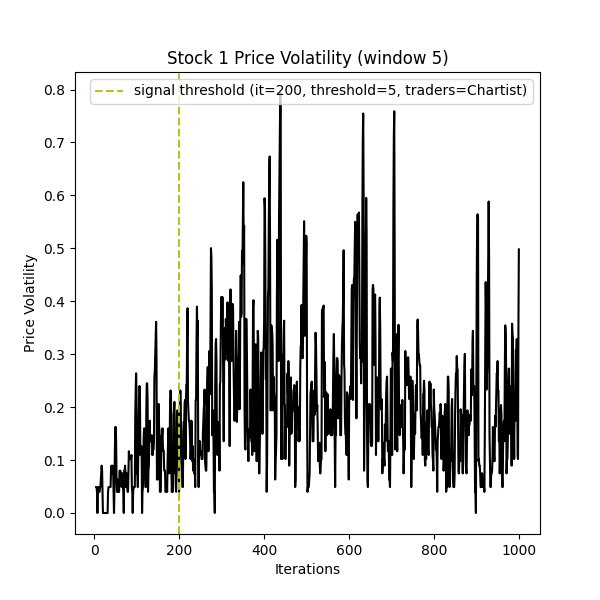 Stock 1 Price Volatility (window 5)
signal threshold (it=200, threshold=5, traders=Chartist)
Price Volatility
0.8
0.7
0.6
0.5
0.4
0.3
0.2
0.1
0.0
0 200 400 600 800 1000
Iterations